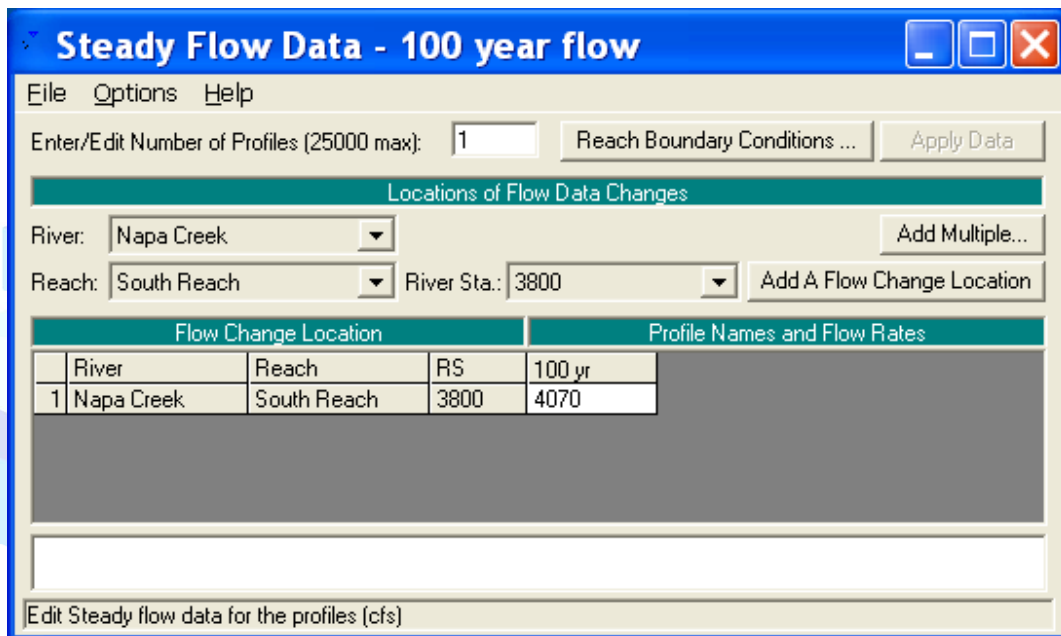 Steady Flow Data - 100 year flow
File Options Help
Enter/Edit Number of Profiles (25000 max): 1 Reach Boundary Conditions ... Apply Data
Locations of Flow Data Changes
River: Napa Creek Add Multiple...
Reach: South Reach River Sta.: 3800 Add A Flow Change Location
Flow Change Location Profile Names and Flow Rates
River Reach RS 100 yr
1 Napa Creek South Reach 3800 4070
Edit Steady flow data for the profiles (cfs)